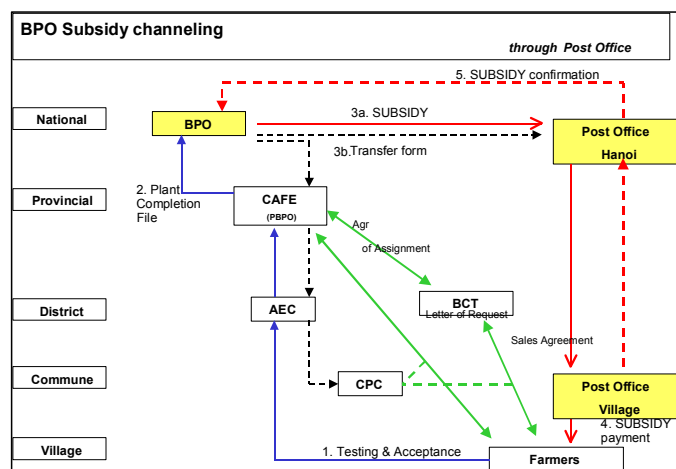 BPO Subsidy channeling
through Post Office
5. SUBSIDY confirmation
National
BPO
3a. SUBSIDY
Post Office
Hanoi
3b.Transfer form
Provincial
2. Plant
Completion
File
CAFE
(PBPO)
Agr
of Assignment
District
AEC
BCT
Letter of Request
Sales Agreement
Commune
CPC
Post Office
Village
4. SUBSIDY
payment
Village
1. Testing & Acceptance
Farmers